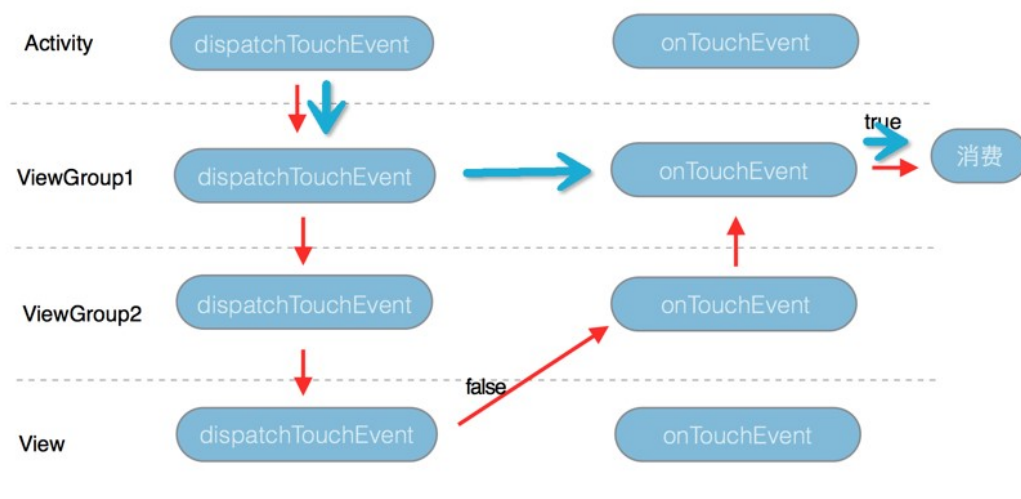 Activity
dispatchTouchEvent
onTouchEvent
true
ViewGroup1
dispatchTouchEvent
onTouchEvent
消费
ViewGroup2
dispatchTouchEvent
onTouchEvent
false
View
dispatchTouchEvent
onTouchEvent